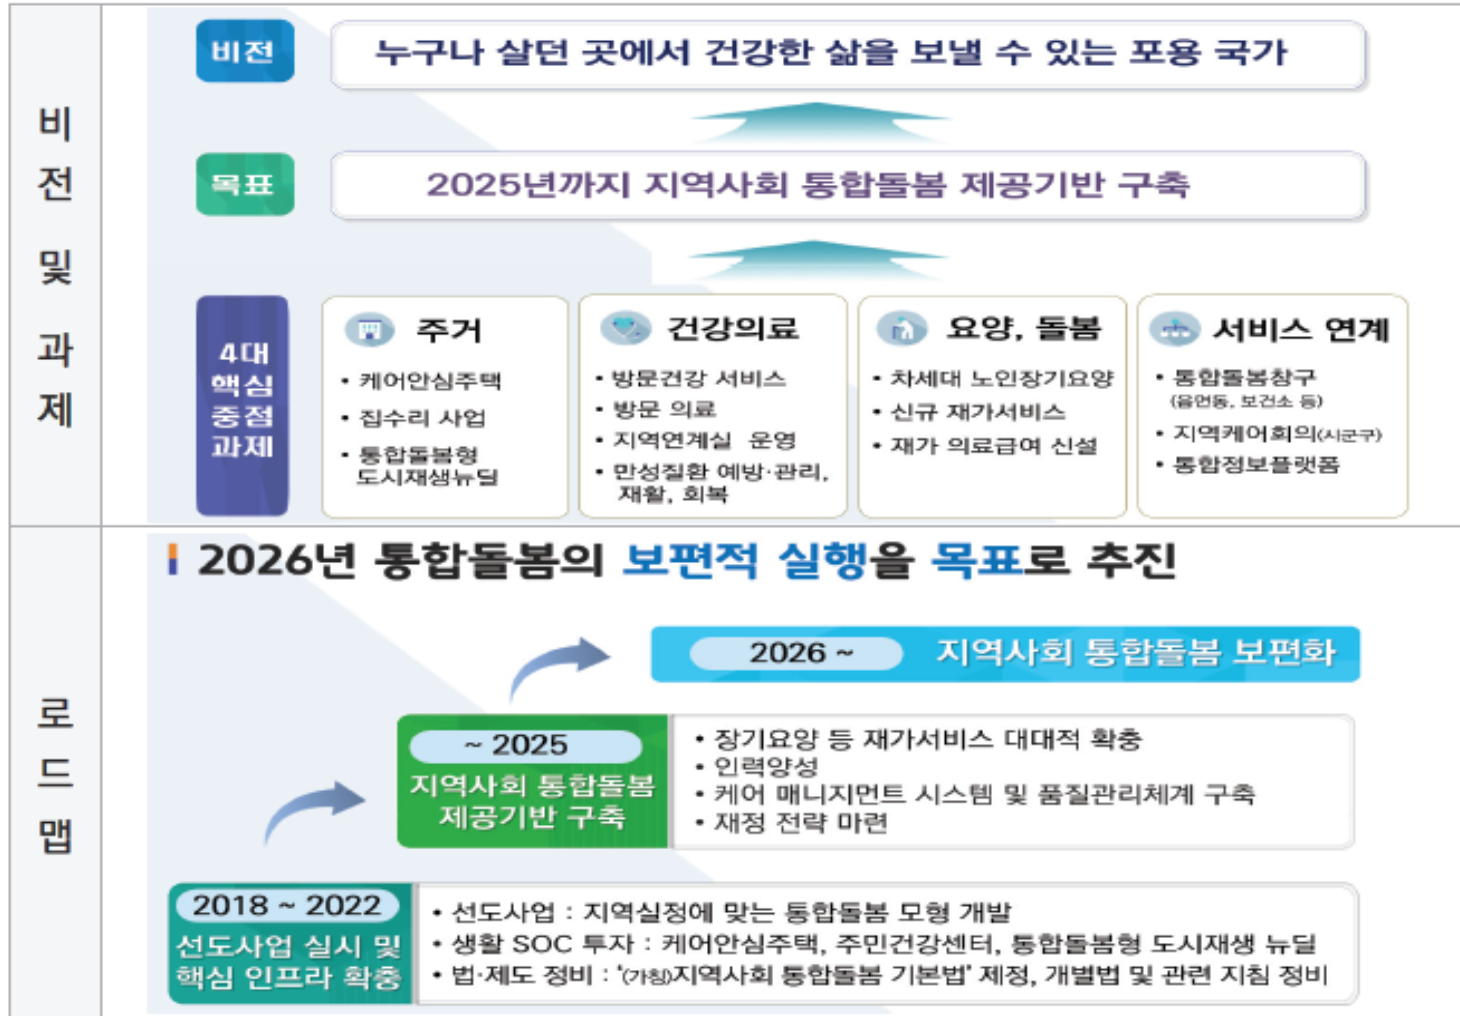 비전 및 과제
비전
누구나 살던 곳에서 건강한 삶을 보낼 수 있는 포용 국가
목표
2025년까지 지역사회 통합돌봄 제공기반 구축
4대
핵심
중점
과제
주거
• 케어안심주택
• 집수리 사업
• 통합돌봄형
도시재생뉴딜
건강의료
• 방문건강 서비스
• 방문 의료
• 지역연계실 운영
• 만성질환 예방·관리,
재활, 회복
요양, 돌봄
• 차세대 노인장기요양
• 신규 재가서비스
• 재가 의료급여 신설
서비스 연계
• 통합돌봄창구
(읍면동, 보건소 등)
• 지역케어회의(시군구)
• 통합정보플랫폼
로드맵
2026년 통합돌봄의 보편적 실행을 목표로 추진
2026 ~ 지역사회 통합돌봄 보편화
~ 2025
지역사회 통합돌봄
제공기반 구축
• 장기요양 등 재가서비스 대대적 확충
• 인력양성
• 케어 매니지먼트 시스템 및 품질관리체계 구축
• 재정 전략 마련
2018 ~ 2022
선도사업 실시 및
핵심 인프라 확충
• 선도사업 : 지역실정에 맞는 통합돌봄 모형 개발
• 생활 SOC 투자 : 케어안심주택, 주민건강센터, 통합돌봄형 도시재생 뉴딜
• 법·제도 정비 : ‘(가칭)지역사회 통합돌봄 기본법’ 제정, 개별법 및 관련 지침 정비